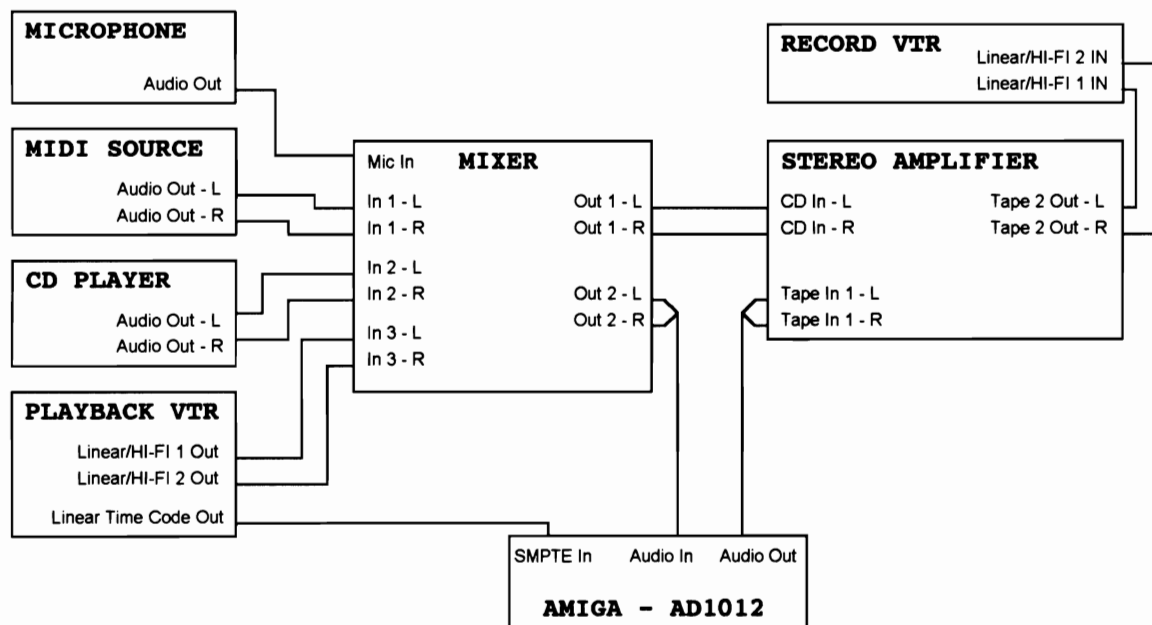 MICROPHONE
Audio Out
MIDI SOURCE
Audio Out - L
Audio Out - R
CD PLAYER
Audio Out - L
Audio Out - R
PLAYBACK VTR
Linear/HI-FI 1 Out
Linear/HI-FI 2 Out
Linear Time Code Out
MIXER
Mic In
In 1 - L
In 1 - R
In 2 - L
In 2 - R
In 3 - L
In 3 - R
Out 1 - L
Out 1 - R
Out 2 - L
Out 2 - R
RECORD VTR
Linear/HI-FI 2 IN
Linear/HI-FI 1 IN
STEREO AMPLIFIER
CD In - L
CD In - R
Tape In 1 - L
Tape In 1 - R
Tape 2 Out - L
Tape 2 Out - R
SMPTE In
Audio In
Audio Out
AMIGA - AD1012